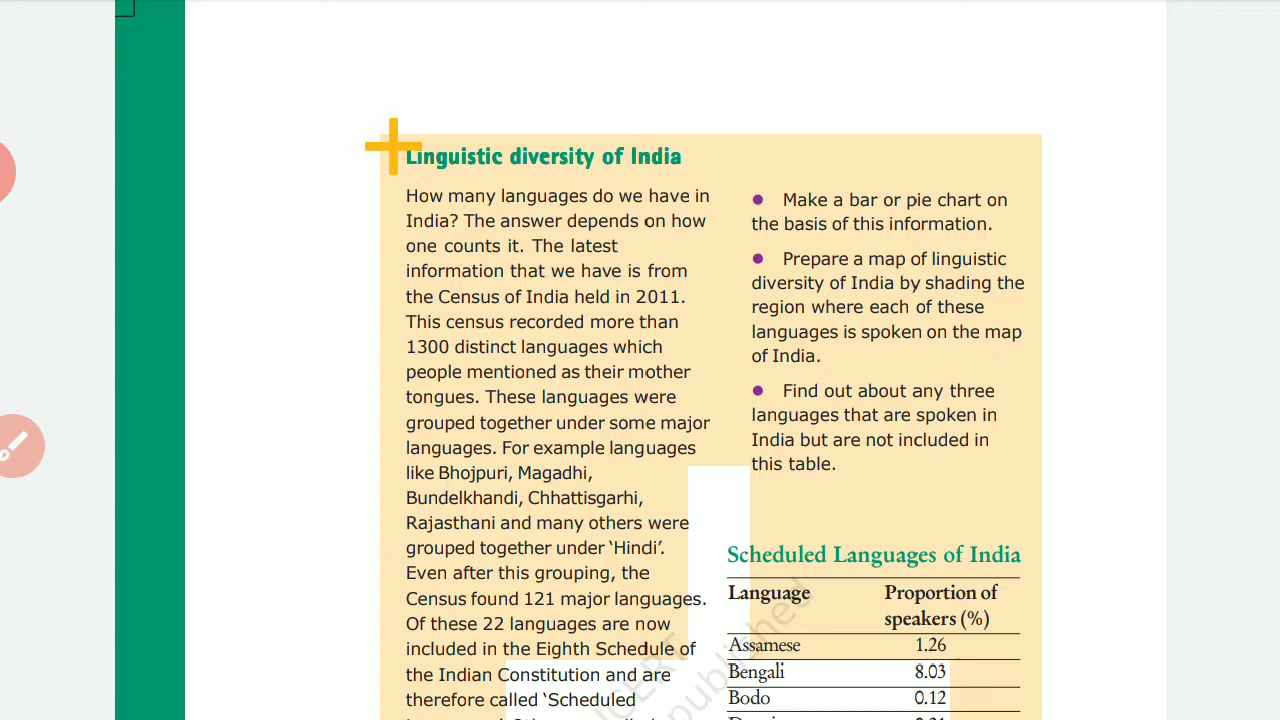 Linguistic diversity of India
How many languages do we have in
India? The answer depends on how
one counts it. The latest
information that we have is from
the Census of India held in 2011.
This census recorded more than
1300 distinct languages which
people mentioned as their mother
tongues. These languages were
grouped together under some major
languages. For example languages
like Bhojpuri, Magadhi,
Bundelkhandi, Chhattisgarhi,
Rajasthani and many others were
grouped together under ‘Hindi’.
Even after this grouping, the
Census found 121 major languages.
Of these 22 languages are now
included in the Eighth Schedule of
the Indian Constitution and are
therefore called ‘Scheduled
● Make a bar or pie chart on
the basis of this information.
● Prepare a map of linguistic
diversity of India by shading the
region where each of these
languages is spoken on the map
of India.
● Find out about any three
languages that are spoken in
India but are not included in
this table.
Scheduled Languages of India
Language Proportion of
speakers (%)
Assamese 1.26
Bengali 8.03
Bodo 0.12
NCERT
published